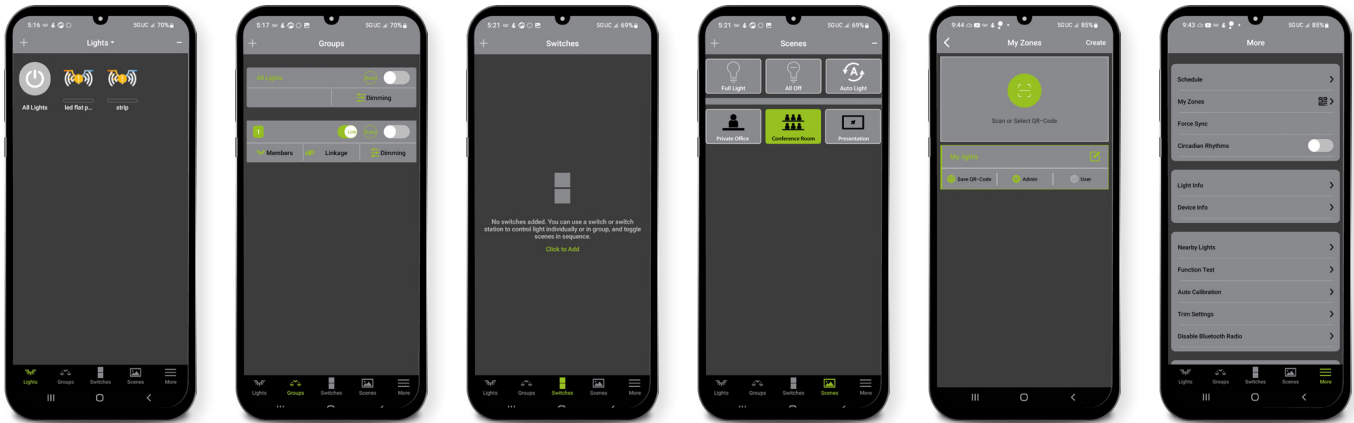 5:16 5G UC 70%
Lights
All Lights
led flat p...
strip
Lights Groups Switches Scenes More
5:17 5G UC 70%
Groups
All Lights Auto
Dimming
1 Link Auto
Members Linkage Dimming
Lights Groups Switches Scenes More
5:21 5G UC 69%
Switches
No switches added. You can use a switch or switch
station to control light individually or in group, and toggle
scenes in sequence.
Click to Add
Lights Groups Switches Scenes More
5:21 5G UC 69%
Scenes
Full Light All Off Auto Light
Private Office Conference Room Presentation
Lights Groups Switches Scenes More
9:44 5G UC 85%
My Zones Create
Scan or Select QR-Code
My lights
Save QR-Code Admin User
9:43 5G UC 85%
More
Schedule
My Zones
Force Sync
Circadian Rhythms
Light Info
Device Info
Nearby Lights
Function Test
Auto Calibration
Trim Settings
Disable Bluetooth Radio
Lights Groups Switches Scenes More